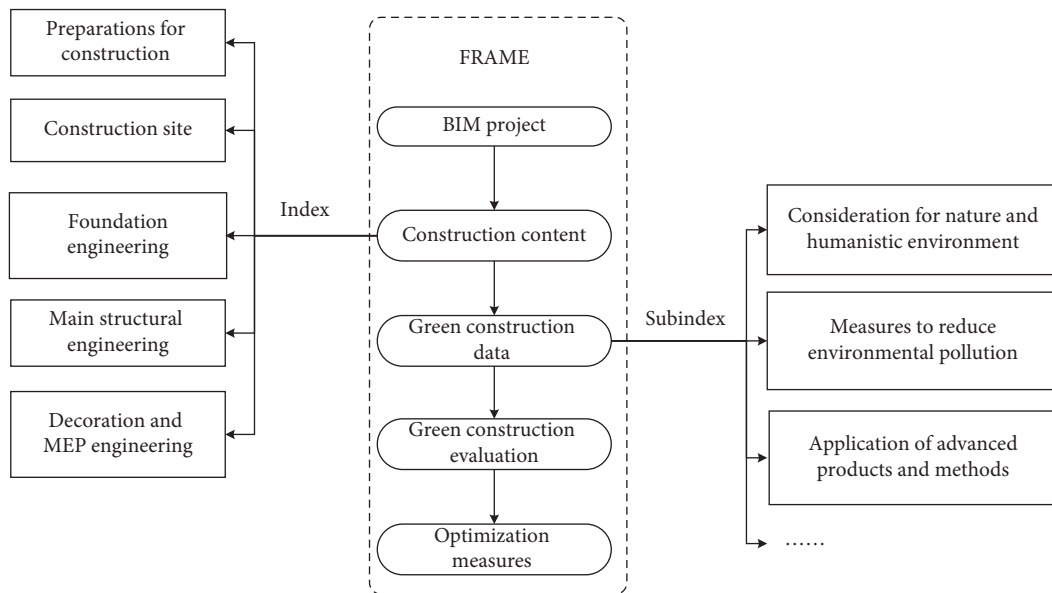 Preparations for
construction
Construction site
Foundation
engineering
Main structural
engineering
Decoration and
MEP engineering
Index
FRAME
BIM project
Construction content
Green construction
data
Green construction
evaluation
Optimization
measures
Subindex
Consideration for nature and
humanistic environment
Measures to reduce
environmental pollution
Application of advanced
products and methods
……